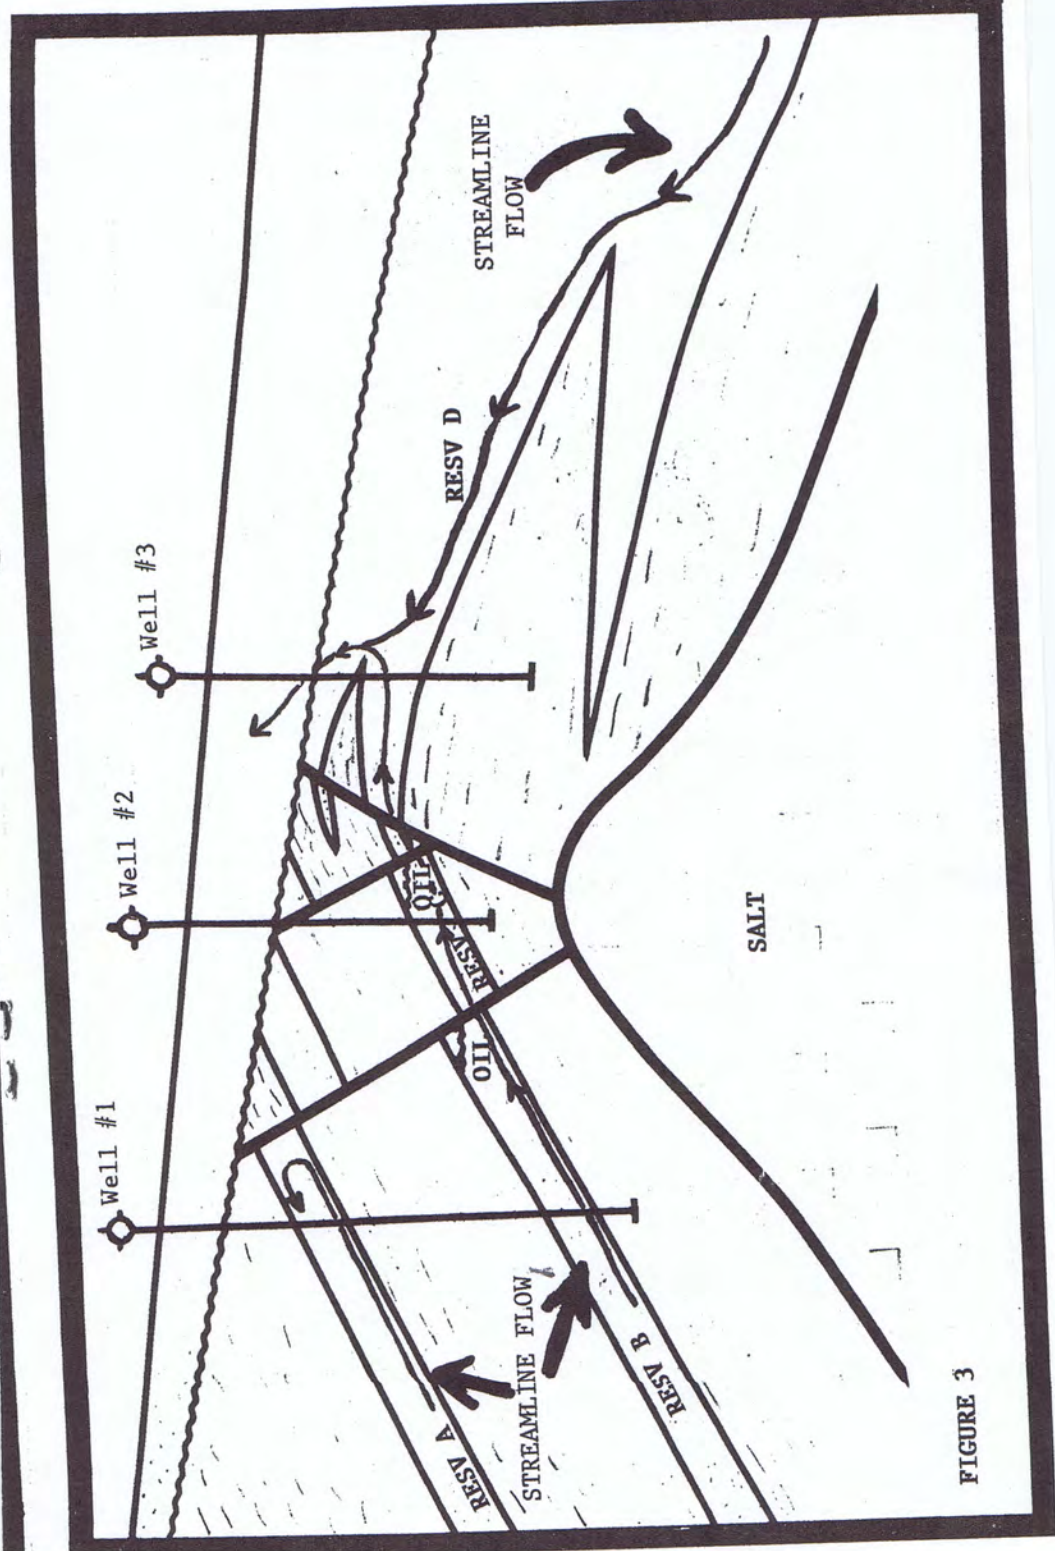 Well #1
Well #2
Well #3
STREAMLINE
FLOW
RESV D
OIL
RESV C
OIL
RESV A
STREAMLINE FLOW
RESV B
SALT
FIGURE 3